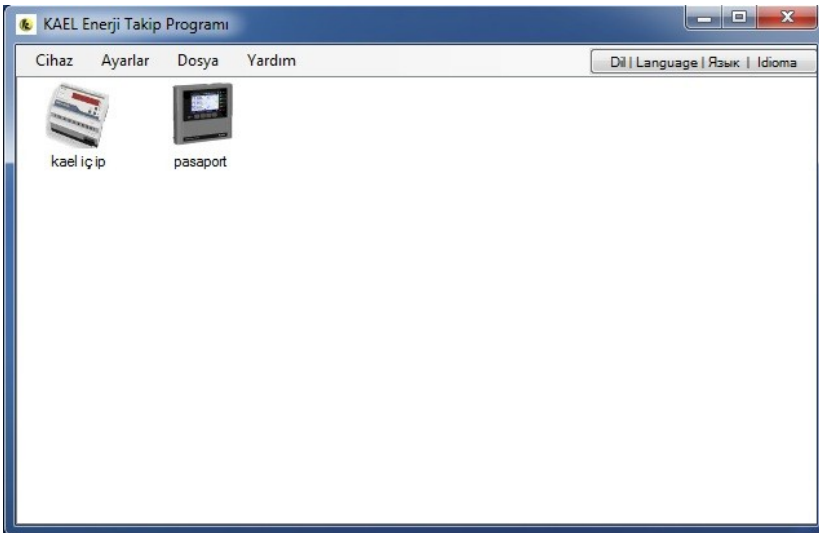 KAEL Enerji Takip Programı
Cihaz Ayarlar Dosya Yardım Dil | Language | Язык | Idioma
kael iç ip pasaport